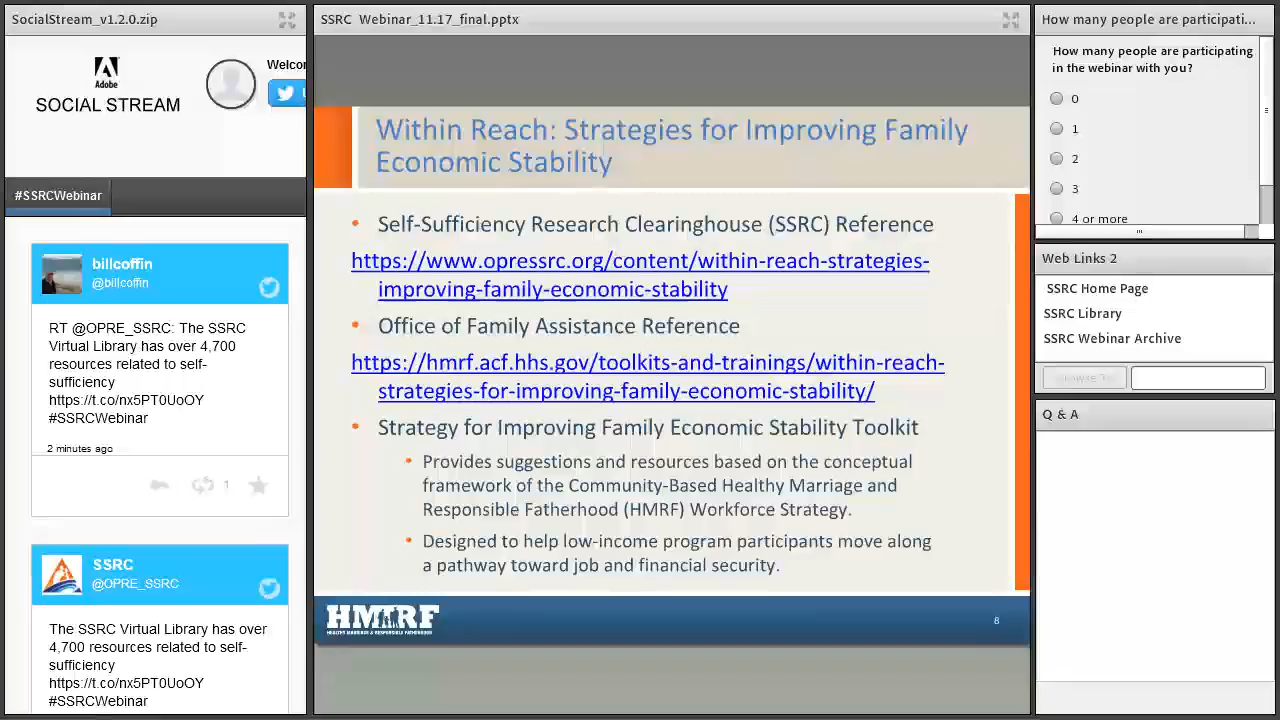 SocialStream_v1.2.0.zip
Adobe
SOCIAL STREAM
Welcor
#SSRCWebinar
billcoffin
@billcoffin
RT @OPRE_SSRC: The SSRC
Virtual Library has over 4,700
resources related to self-
sufficiency
https://t.co/nx5PT0UoOY
#SSRCWebinar
2 minutes ago
1
SSRC
@OPRE_SSRC
The SSRC Virtual Library has over
4,700 resources related to self-
sufficiency
https://t.co/nx5PT0UoOY
#SSRCWebinar
SSRC Webinar_11.17_final.pptx
Within Reach: Strategies for Improving Family
Economic Stability
• Self-Sufficiency Research Clearinghouse (SSRC) Reference
https://www.opressrc.org/content/within-reach-strategies-
improving-family-economic-stability
• Office of Family Assistance Reference
https://hmrf.acf.hhs.gov/toolkits-and-trainings/within-reach-
strategies-for-improving-family-economic-stability/
• Strategy for Improving Family Economic Stability Toolkit
• Provides suggestions and resources based on the conceptual
framework of the Community-Based Healthy Marriage and
Responsible Fatherhood (HMRF) Workforce Strategy.
• Designed to help low-income program participants move along
a pathway toward job and financial security.
HMRF
HEALTHY MARRIAGE & RESPONSIBLE FATHERHOOD
8
How many people are participati...
How many people are participating
in the webinar with you?
0
1
2
3
4 or more
Web Links 2
SSRC Home Page
SSRC Library
SSRC Webinar Archive
Browse To
Q & A